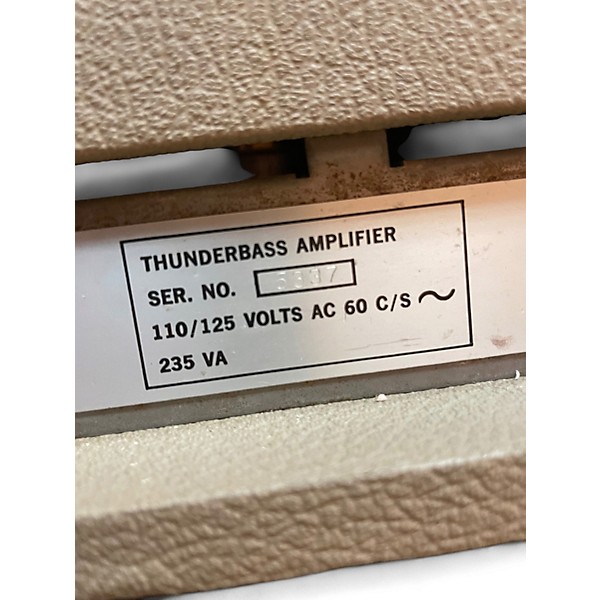 THUNDERBASS AMPLIFIER
SER. NO.
110/125 VOLTS AC 60 C/S ~
235 VA